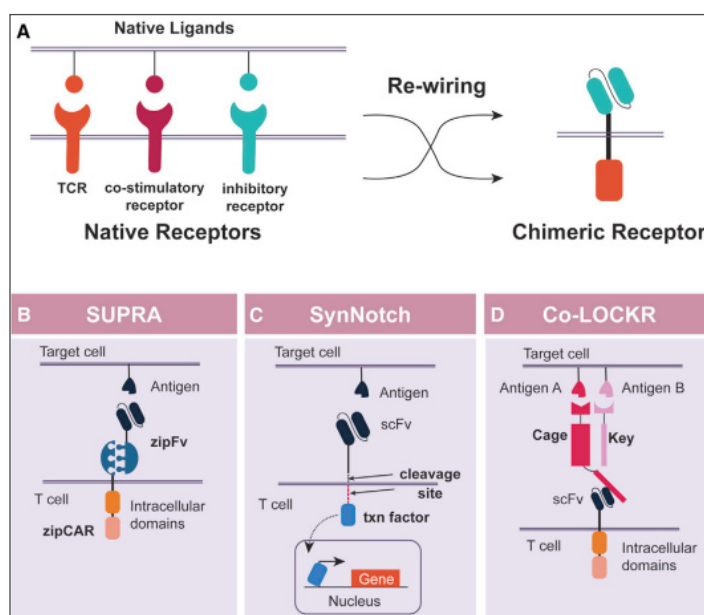 A
Native Ligands
Re-wiring
TCR
co-stimulatory
receptor
inhibitory
receptor
Native Receptors
Chimeric Receptor
B
SUPRA
Target cell
Antigen
zipFv
T cell
Intracellular
domains
zipCAR
C
SynNotch
Target cell
Antigen
scFv
cleavage
site
T cell
txn factor
Gene
Nucleus
D
Co-LOCKR
Target cell
Antigen A
Antigen B
Cage
Key
scFv
T cell
Intracellular
domains